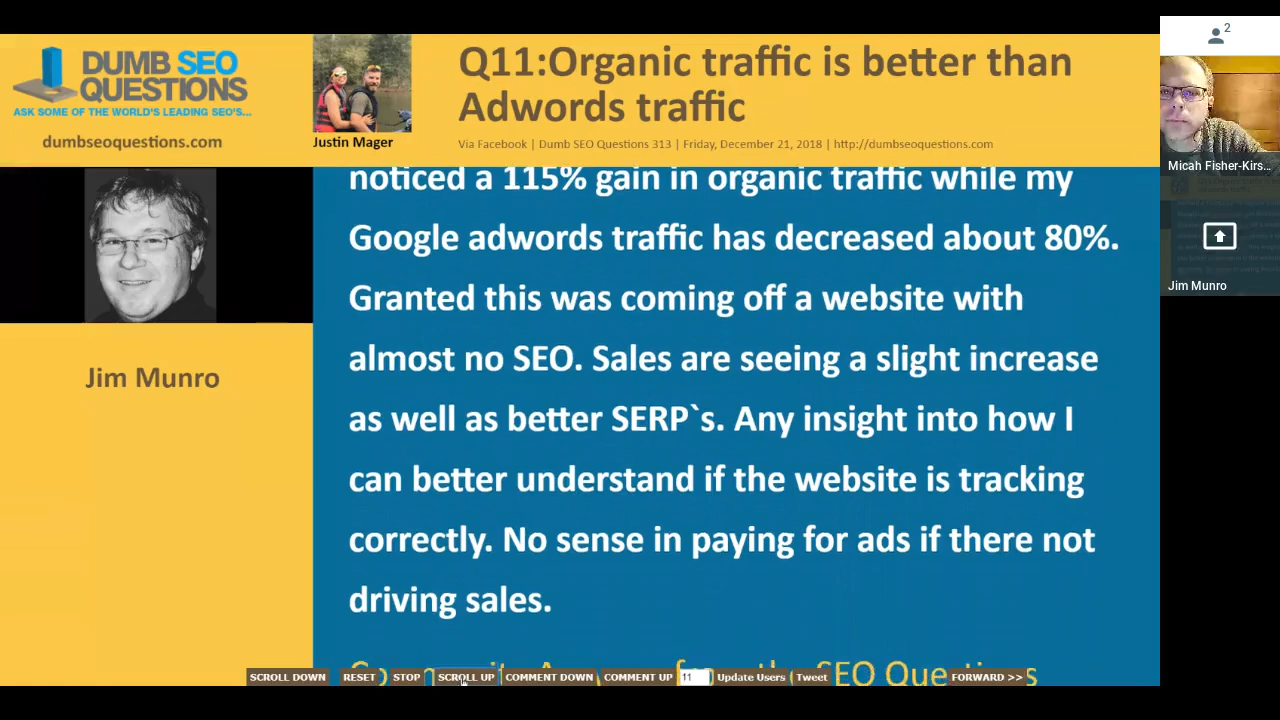 2
DUMB SEO
QUESTIONS
ASK SOME OF THE WORLD'S LEADING SEO'S...
dumbseoquestions.com
Justin Mager
Q11:Organic traffic is better than
Adwords traffic
Via Facebook | Dumb SEO Questions 313 | Friday, December 21, 2018 | http://dumbseoquestions.com
Micah Fisher-Kirs...
Jim Munro
Jim Munro
noticed a 115% gain in organic traffic while my
Google adwords traffic has decreased about 80%.
Granted this was coming off a website with
almost no SEO. Sales are seeing a slight increase
as well as better SERP`s. Any insight into how I
can better understand if the website is tracking
correctly. No sense in paying for ads if there not
driving sales.
SEO Questions
SCROLL DOWN RESET STOP SCROLL UP COMMENT DOWN COMMENT UP 11 Update Users Tweet FORWARD >>